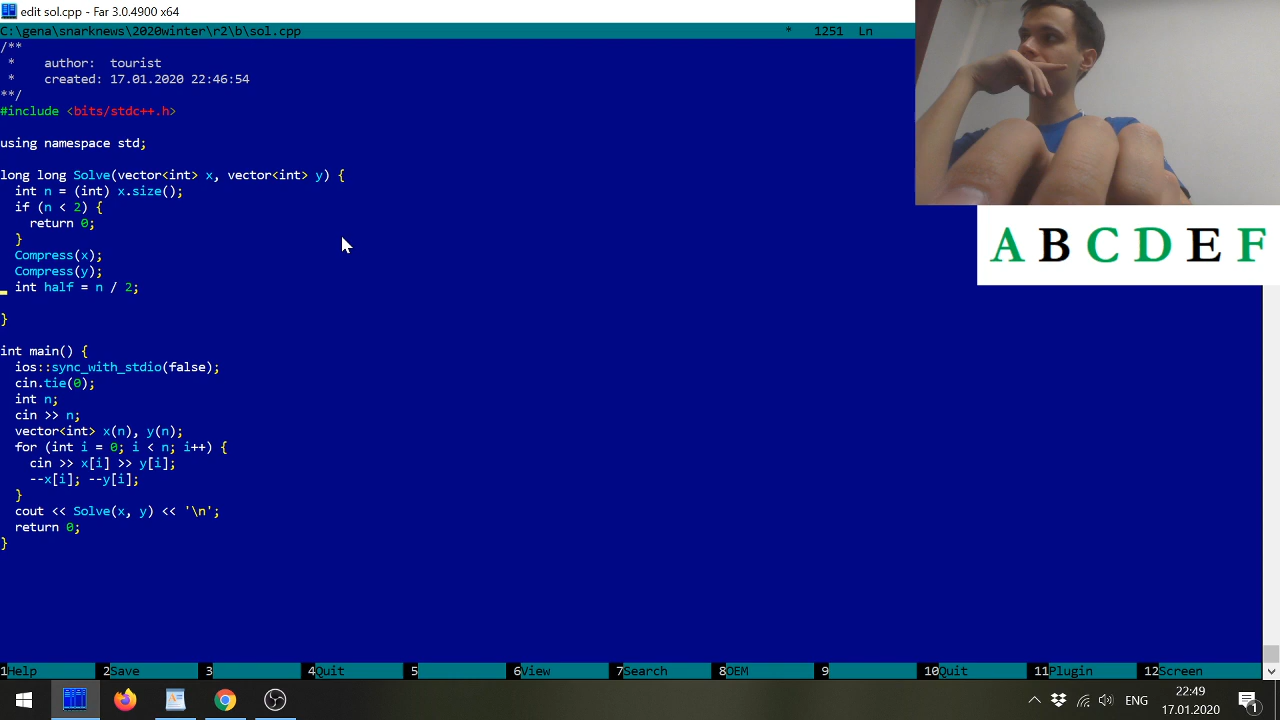 edit sol.cpp - Far 3.0.4900 x64
C:\gena\snarknews\2020winter\r2\b\sol.cpp * 1251 Ln
/**
 *    author:  tourist
 *    created: 17.01.2020 22:46:54
**/
#include <bits/stdc++.h>

using namespace std;

long long Solve(vector<int> x, vector<int> y) {
  int n = (int) x.size();
  if (n < 2) {
    return 0;
  }
  Compress(x);
  Compress(y);
  int half = n / 2;

}

int main() {
  ios::sync_with_stdio(false);
  cin.tie(0);
  int n;
  cin >> n;
  vector<int> x(n), y(n);
  for (int i = 0; i < n; i++) {
    cin >> x[i] >> y[i];
    --x[i]; --y[i];
  }
  cout << Solve(x, y) << '\n';
  return 0;
}
A B C D E F
1Help 2Save 3 4Quit 5 6View 7Search 8OEM 9 10Quit 11Plugin 12Screen
ENG 22:49
17.01.2020
1